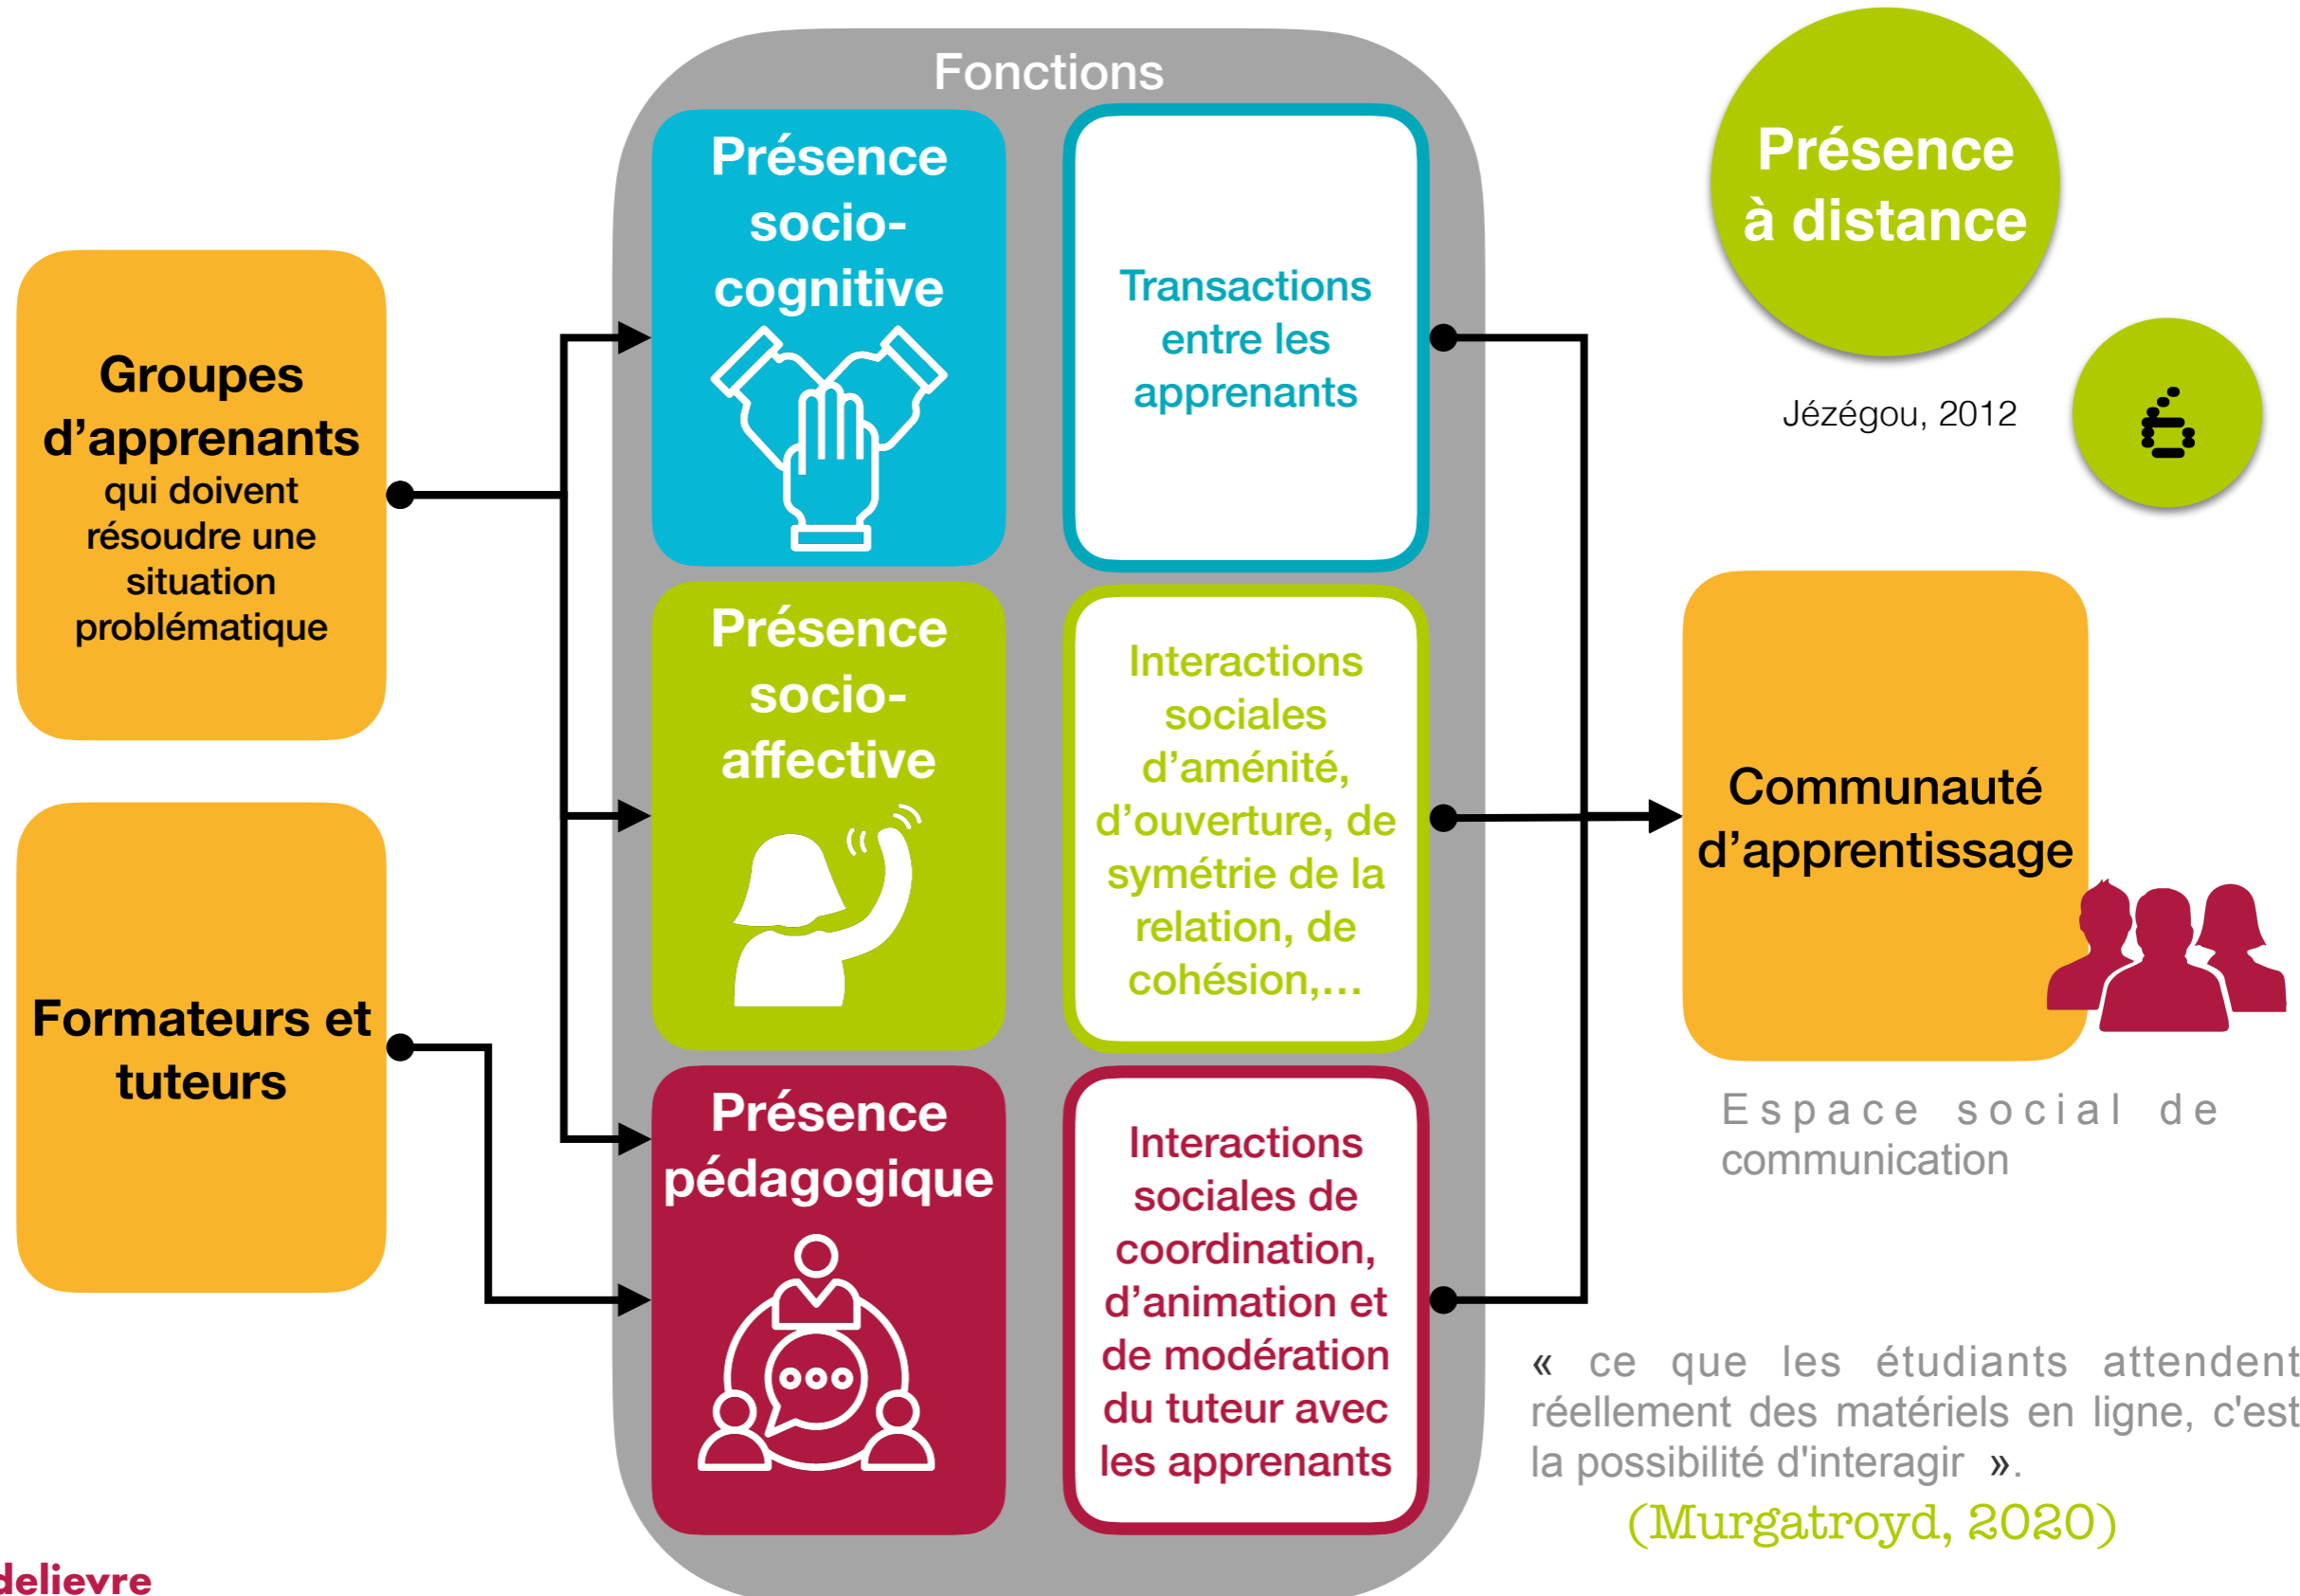 Fonctions
Présence
à distance
Jézégou, 2012
6
Groupes
d'apprenants
qui doivent
résoudre une
situation
problématique
Formateurs et
tuteurs
Présence
socio-
cognitive
Transactions
entre les
apprenants
Présence
socio-
affective
Interactions
sociales
d'aménité,
d'ouverture, de
symétrie de la
relation, de
cohésion,…
Présence
pédagogique
Interactions
sociales de
coordination,
d'animation et
de modération
du tuteur avec
les apprenants
Communauté
d'apprentissage
Espace social de
communication
« ce que les étudiants attendent
réellement des matériels en ligne, c'est
la possibilité d'interagir ».
(Murgatroyd, 2020)
delievre